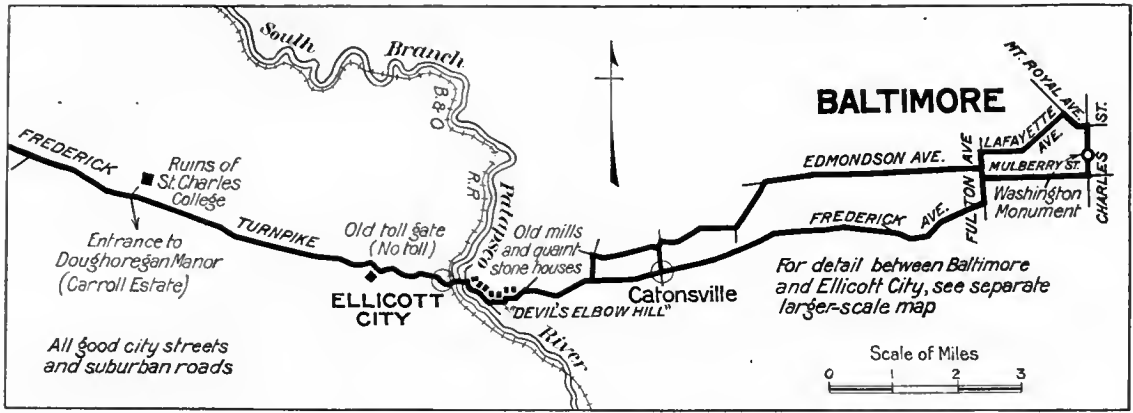 South
Branch
B. & O.
R. R.
Patapsco
River
BALTIMORE
MT. ROYAL AVE.
ST.
CHARLES
LAFAYETTE
AVE.
MULBERRY ST.
Washington
Monument
FULTON AVE
EDMONDSON AVE.
FREDERICK AVE.
FREDERICK
TURNPIKE
Ruins of
St. Charles
College
Entrance to
Doughoregan Manor
(Carroll Estate)
Old toll gate
(No toll)
Old mills
and quaint
stone houses
ELLICOTT
CITY
"DEVIL'S ELBOW HILL"
Catonsville
For detail between Baltimore
and Ellicott City, see separate
larger-scale map
All good city streets
and suburban roads
Scale of Miles
0 1 2 3